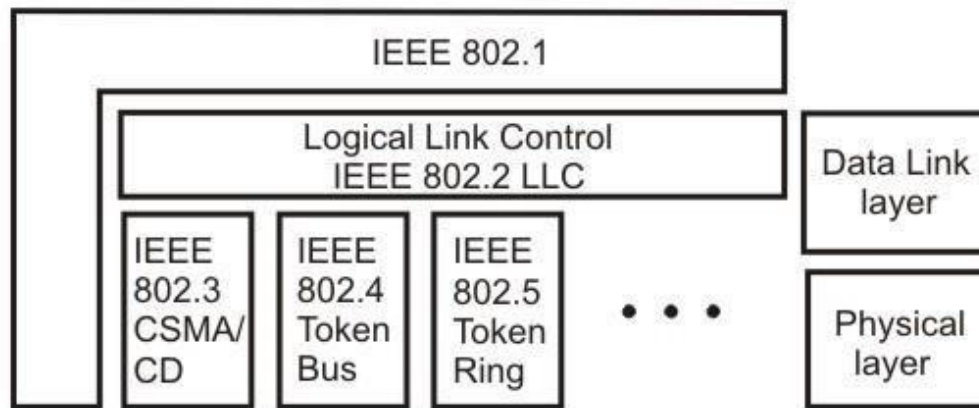 IEEE 802.1
Logical Link Control
IEEE 802.2 LLC
Data Link
layer
IEEE
802.3
CSMA/
CD
IEEE
802.4
Token
Bus
IEEE
802.5
Token
Ring
Physical
layer